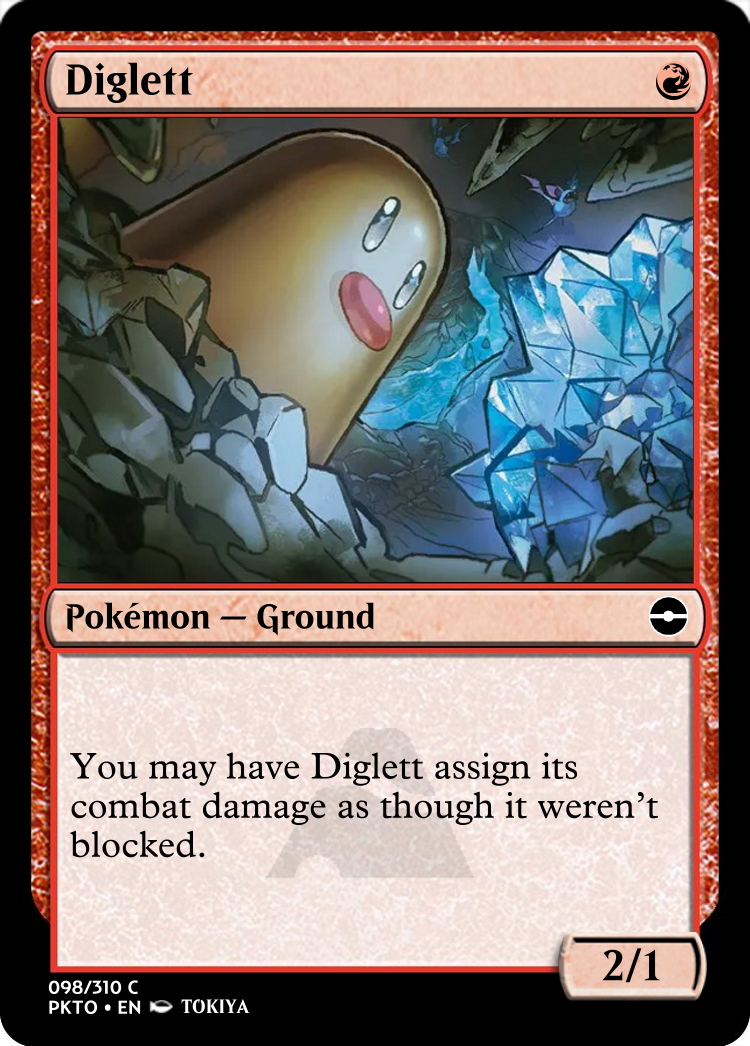 Diglett
Pokémon — Ground
You may have Diglett assign its
combat damage as though it weren't
blocked.
2/1
098/310 C
PKTO • EN TOKIYA